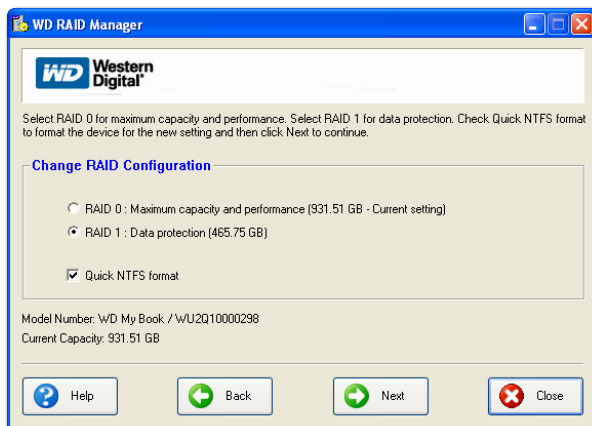 WD RAID Manager
WD Western
Digital®
Select RAID 0 for maximum capacity and performance. Select RAID 1 for data protection. Check Quick NTFS format
to format the device for the new setting and then click Next to continue.
Change RAID Configuration
RAID 0 : Maximum capacity and performance (931.51 GB - Current setting)
RAID 1 : Data protection (465.75 GB)
Quick NTFS format
Model Number: WD My Book / WU2Q10000298
Current Capacity: 931.51 GB
Help Back Next Close